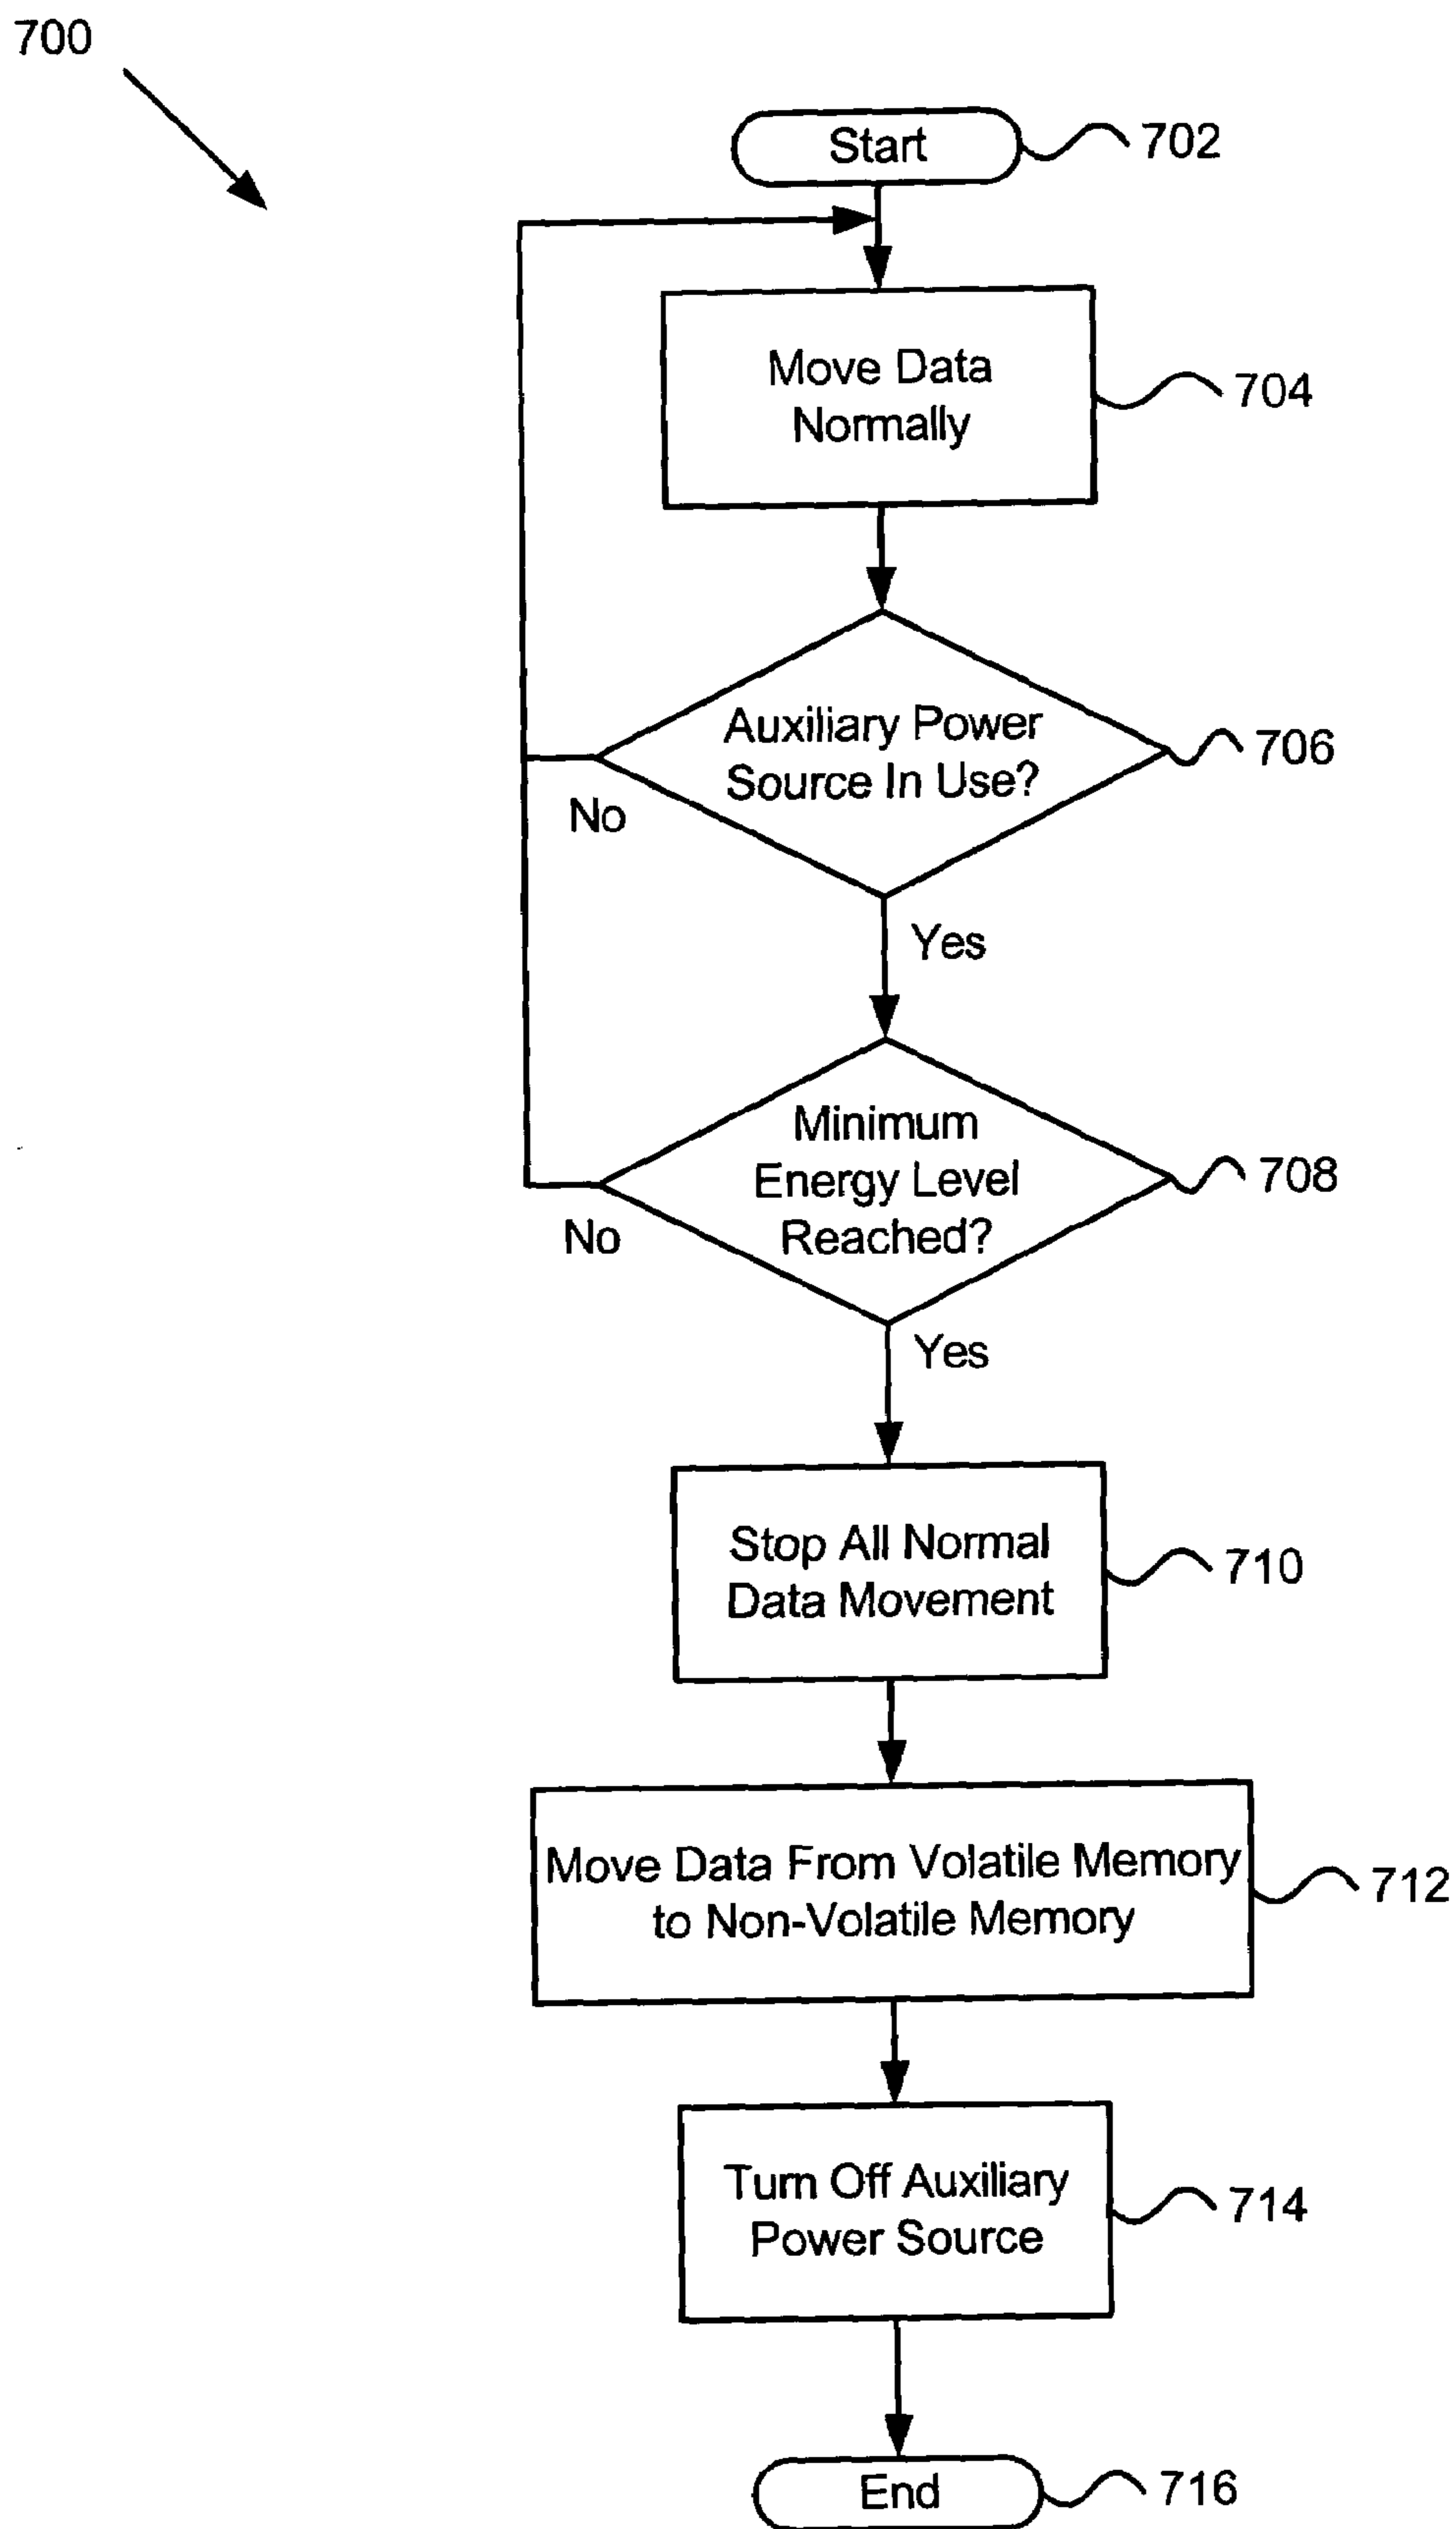 700
Start
702
Move Data
Normally
704
Auxiliary Power
Source In Use?
706
No
Yes
Minimum
Energy Level
Reached?
708
No
Yes
Stop All Normal
Data Movement
710
Move Data From Volatile Memory
to Non-Volatile Memory
712
Turn Off Auxiliary
Power Source
714
End
716